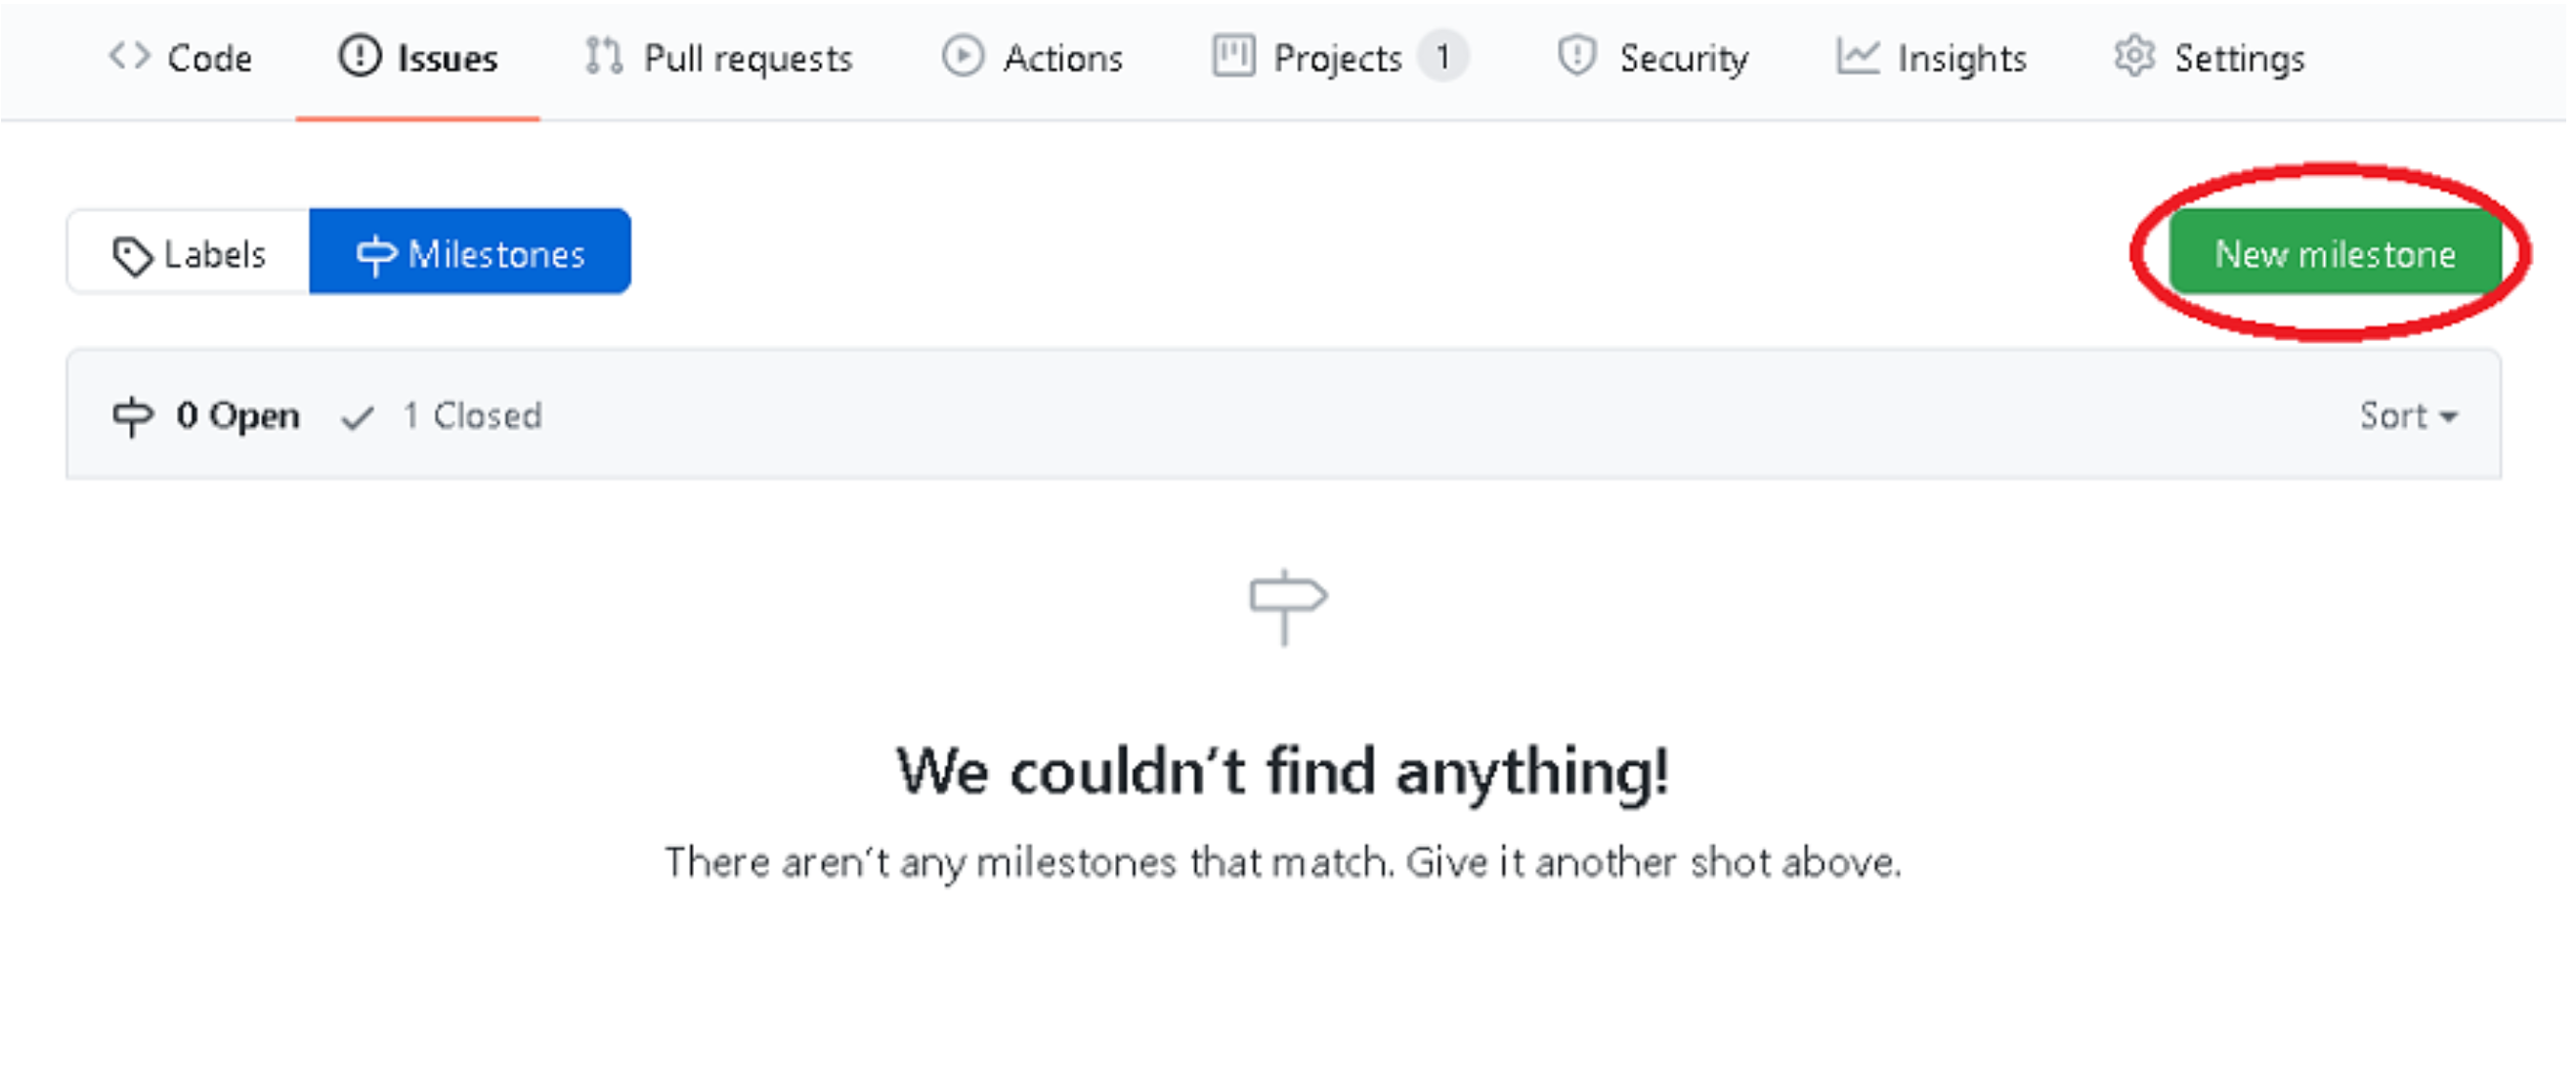 Code Issues Pull requests Actions Projects 1 Security Insights Settings
Labels Milestones New milestone
0 Open 1 Closed Sort
We couldn’t find anything!
There aren’t any milestones that match. Give it another shot above.